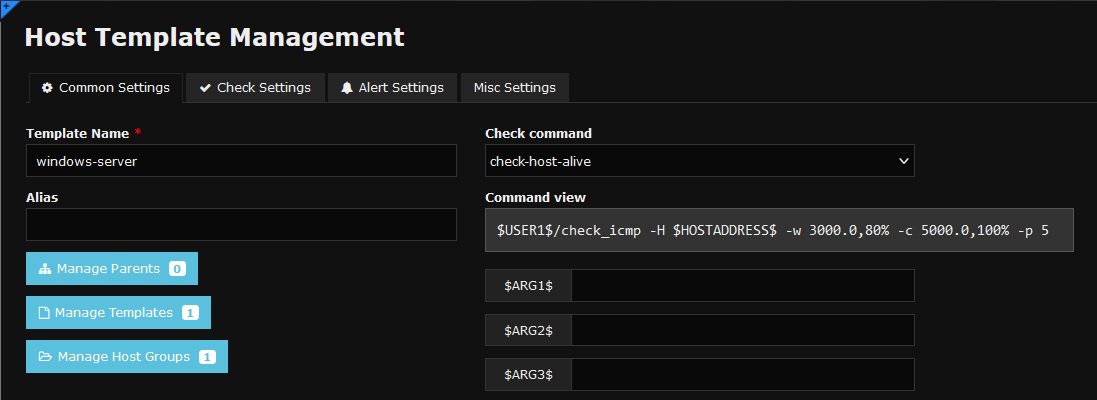 Host Template Management
Common Settings
Check Settings
Alert Settings
Misc Settings
Template Name *
windows-server
Alias
Manage Parents 0
Manage Templates 1
Manage Host Groups 1
Check command
check-host-alive
Command view
$USER1$/check_icmp -H $HOSTADDRESS$ -w 3000.0,80% -c 5000.0,100% -p 5
$ARG1$
$ARG2$
$ARG3$